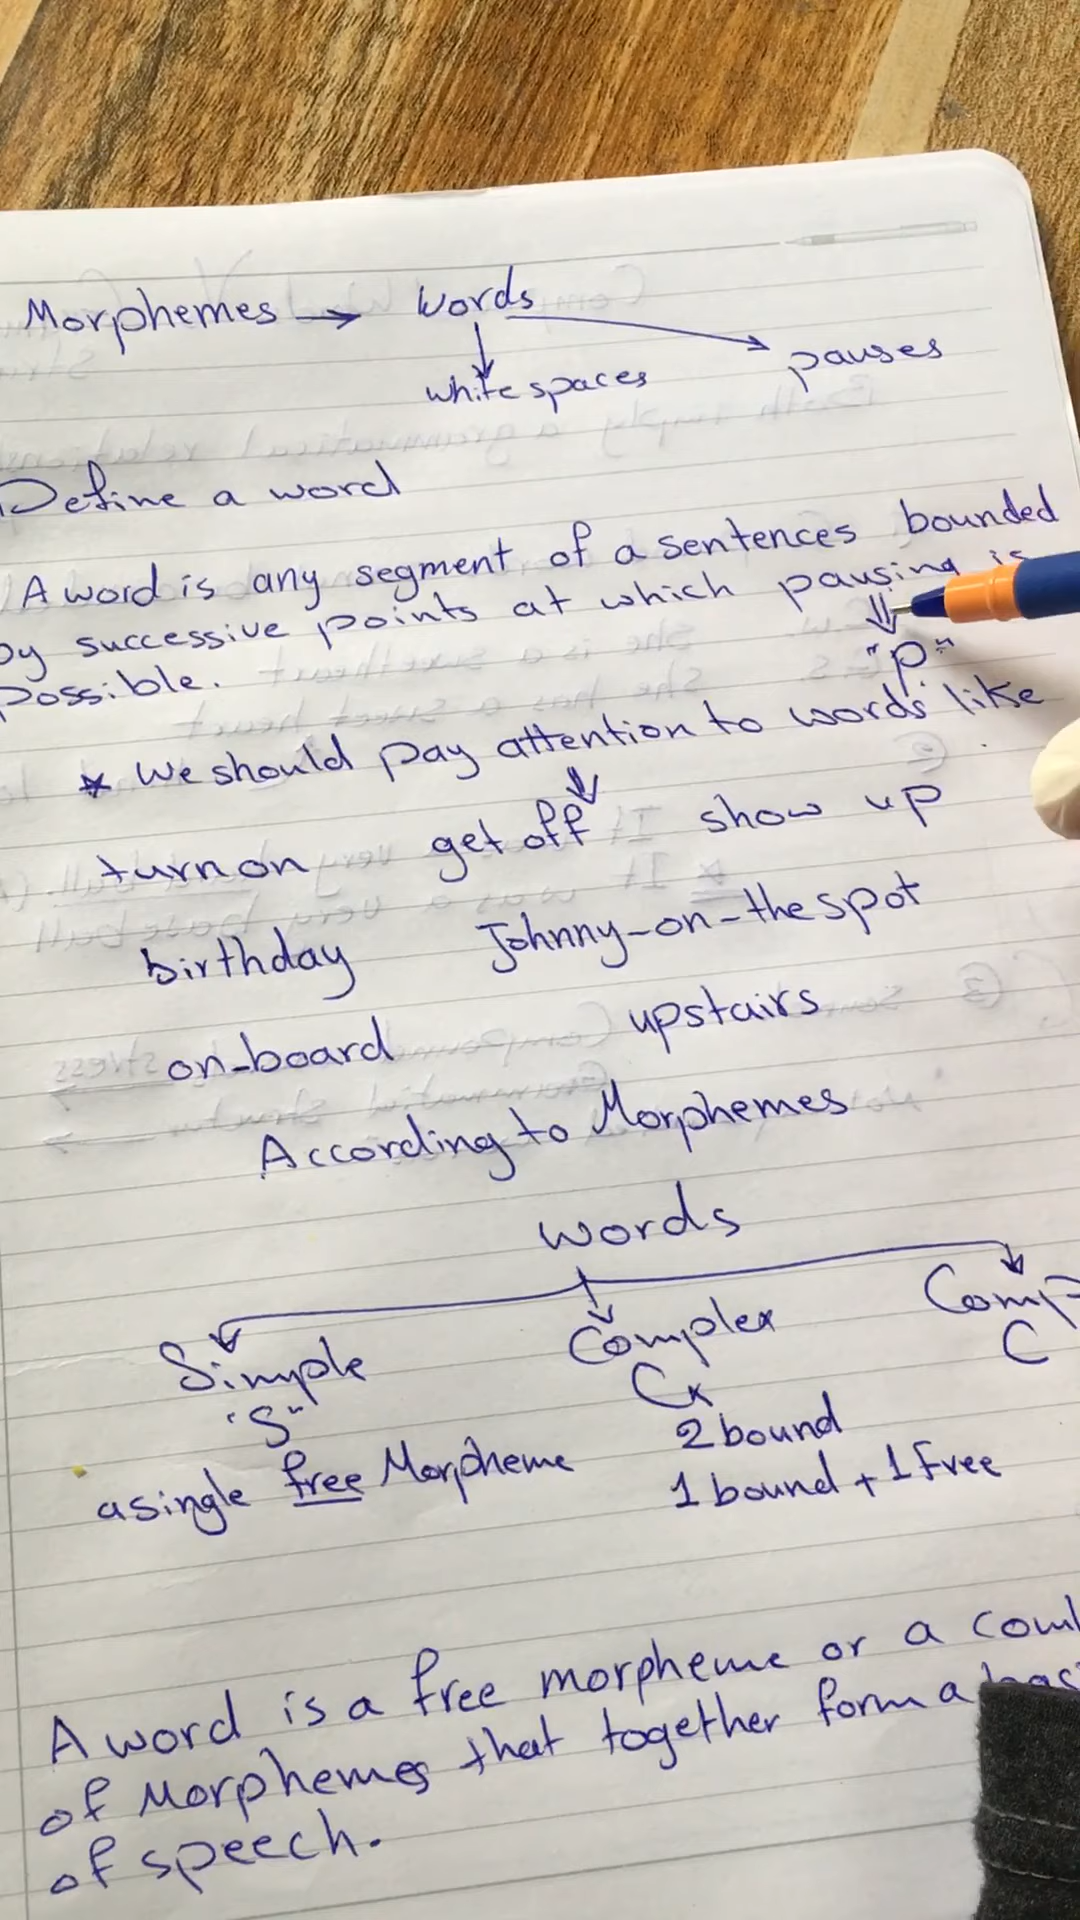 Morphemes → words
white spaces pauses
Define a word
A word is any segment of a sentences bounded
by successive points at which pausing is
possible. "P"
* We should pay attention to words like
turn on get off show up
birthday Johnny-on-the spot
on-board upstairs
According to Morphemes
words
Simple Complex Comp
"S" Cx C
a single free Morpheme 2 bound
1 bound + 1 Free
A word is a free morpheme or a com
of Morphemes that together form a
of speech.